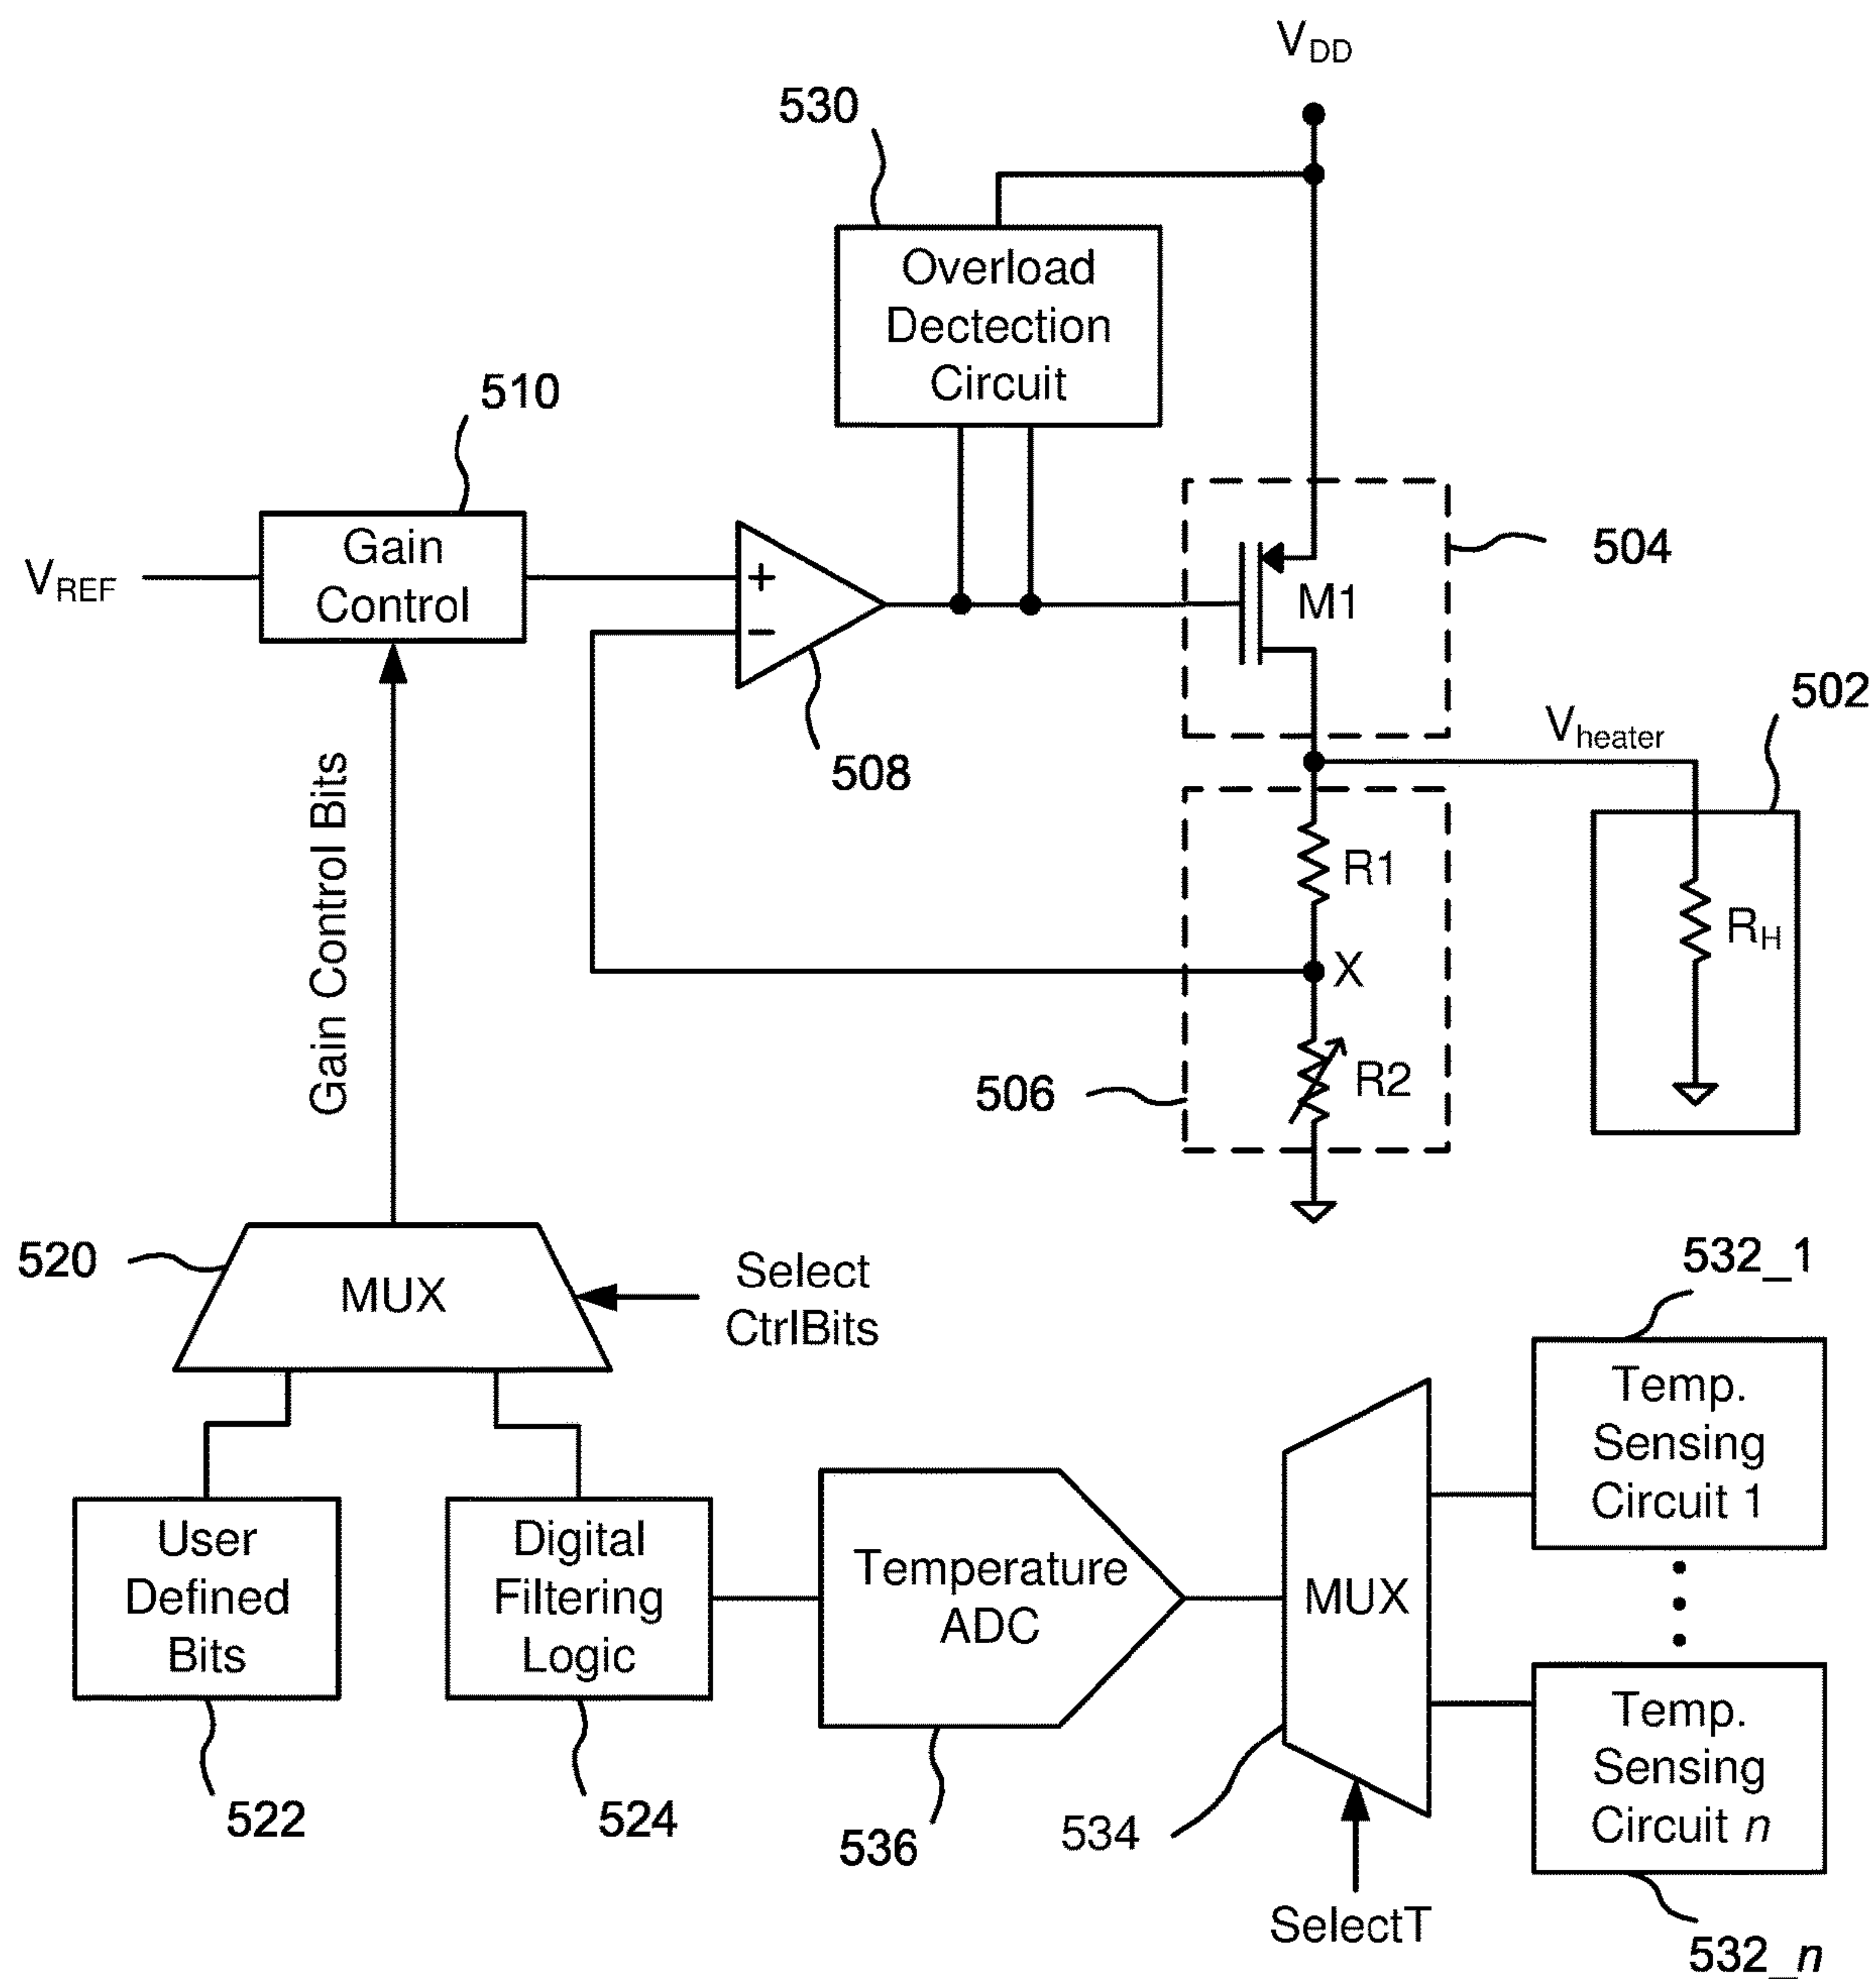 VDD
530
Overload
Dectection
Circuit
510
Gain
Control
VREF
+
−
508
504
M1
502
Vheater
R1
RH
X
R2
506
Gain Control Bits
520
MUX
Select
CtrlBits
532_1
Temp.
Sensing
Circuit 1
User
Defined
Bits
Digital
Filtering
Logic
Temperature
ADC
MUX
Temp.
Sensing
Circuit n
522
524
536
534
SelectT
532_n